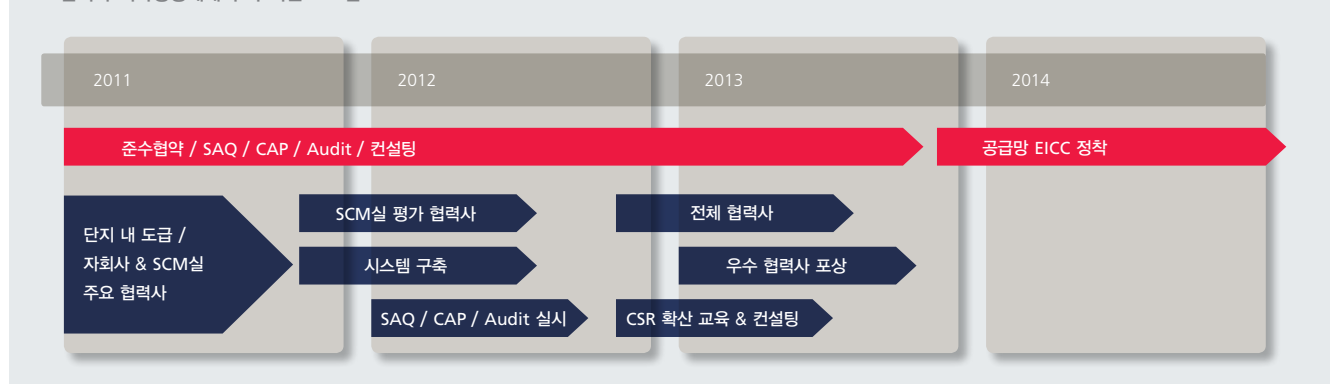 2011
2012
2013
2014
준수협약 / SAQ / CAP / Audit / 컨설팅
공급망 EICC 정착
단지 내 도급 /
자회사 & SCM실
주요 협력사
SCM실 평가 협력사
전체 협력사
시스템 구축
우수 협력사 포상
SAQ / CAP / Audit 실시
CSR 확산 교육 & 컨설팅